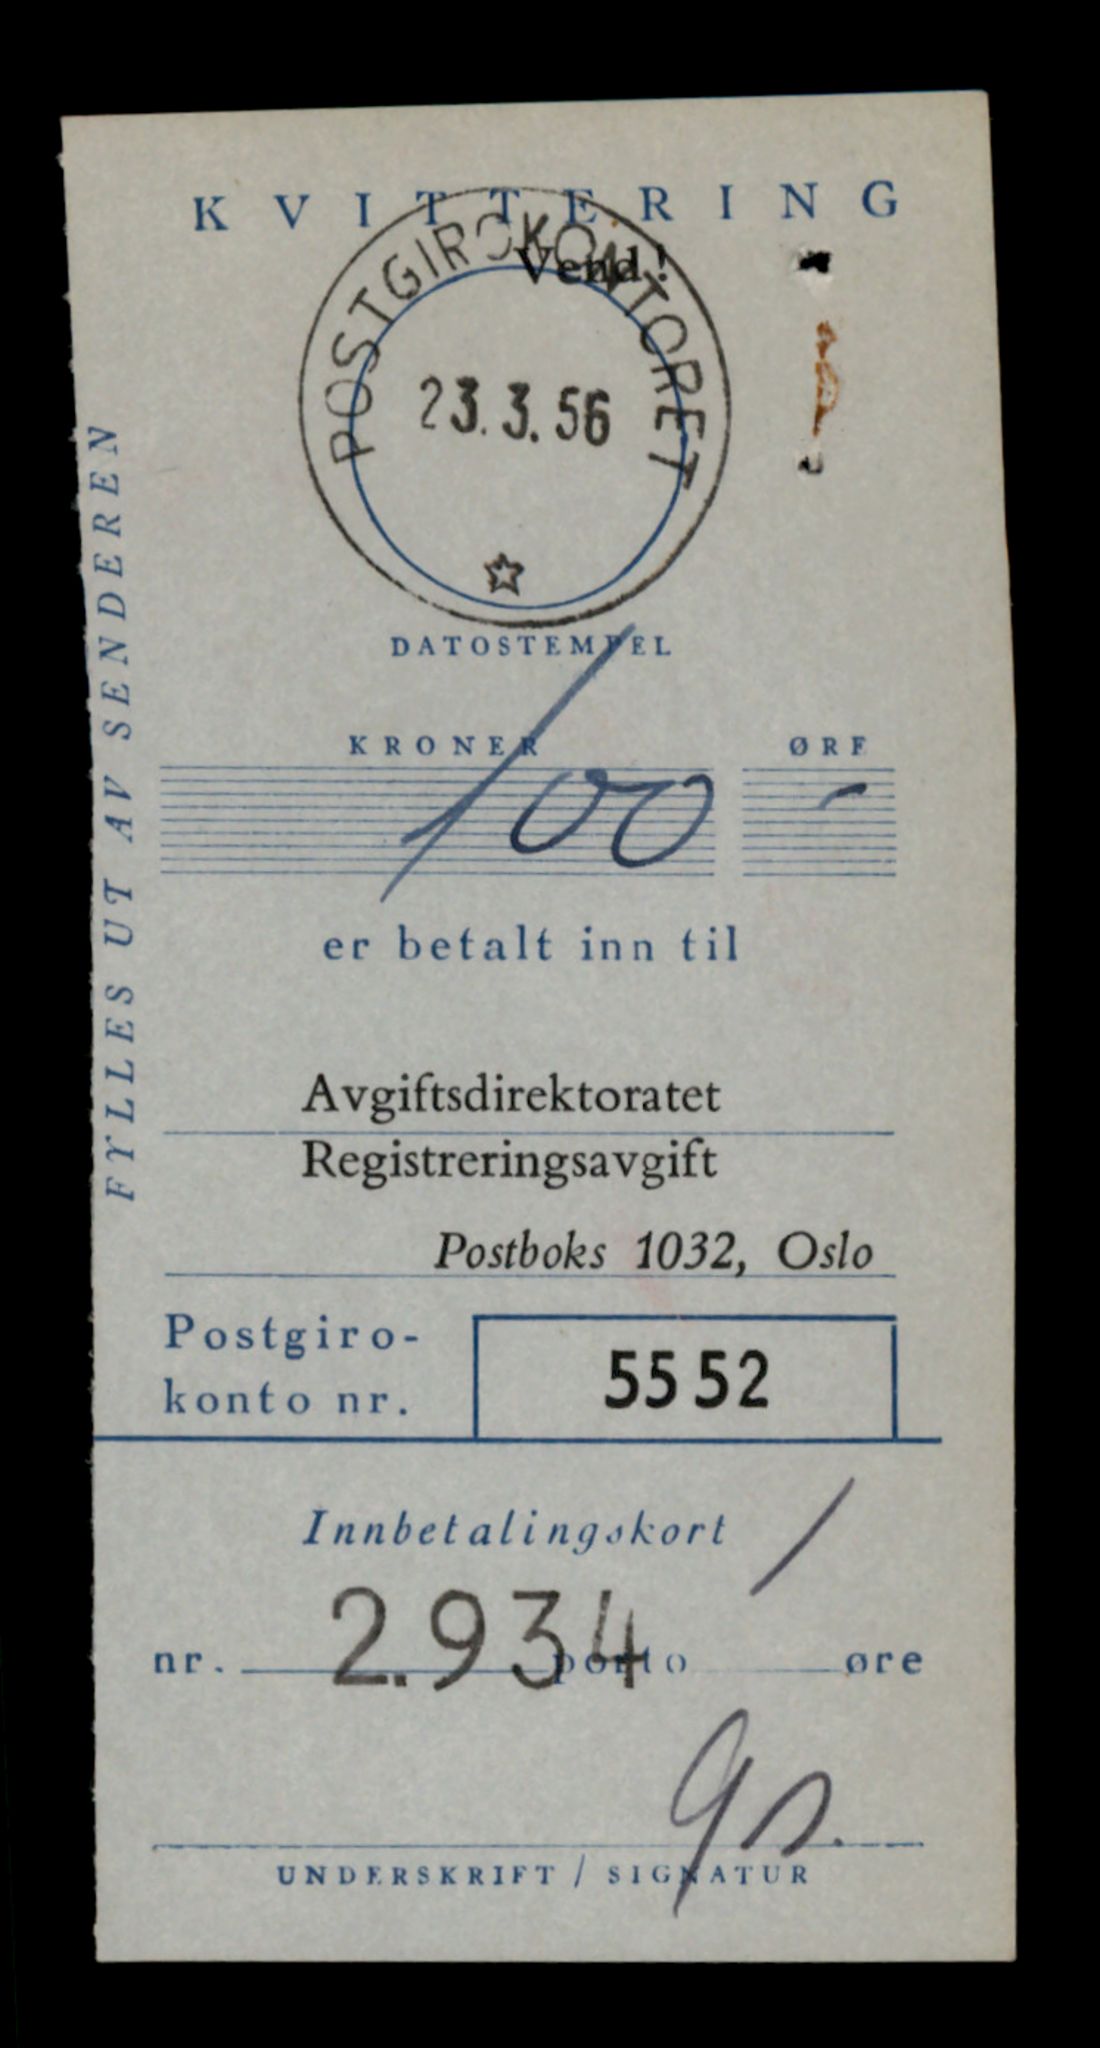 KVITTERING
Vend!
POSTGIROKONTORET
23.3.56
DATOSTEMPEL
KRONER ØRE
100 -
er betalt inn til
Avgiftsdirektoratet
Registreringsavgift
Postboks 1032, Oslo
Postgiro-
konto nr. 5552
Innbetalingskort
nr. 2.934 porto øre
UNDERSKRIFT / SIGNATUR
FYLLES UT AV SENDEREN